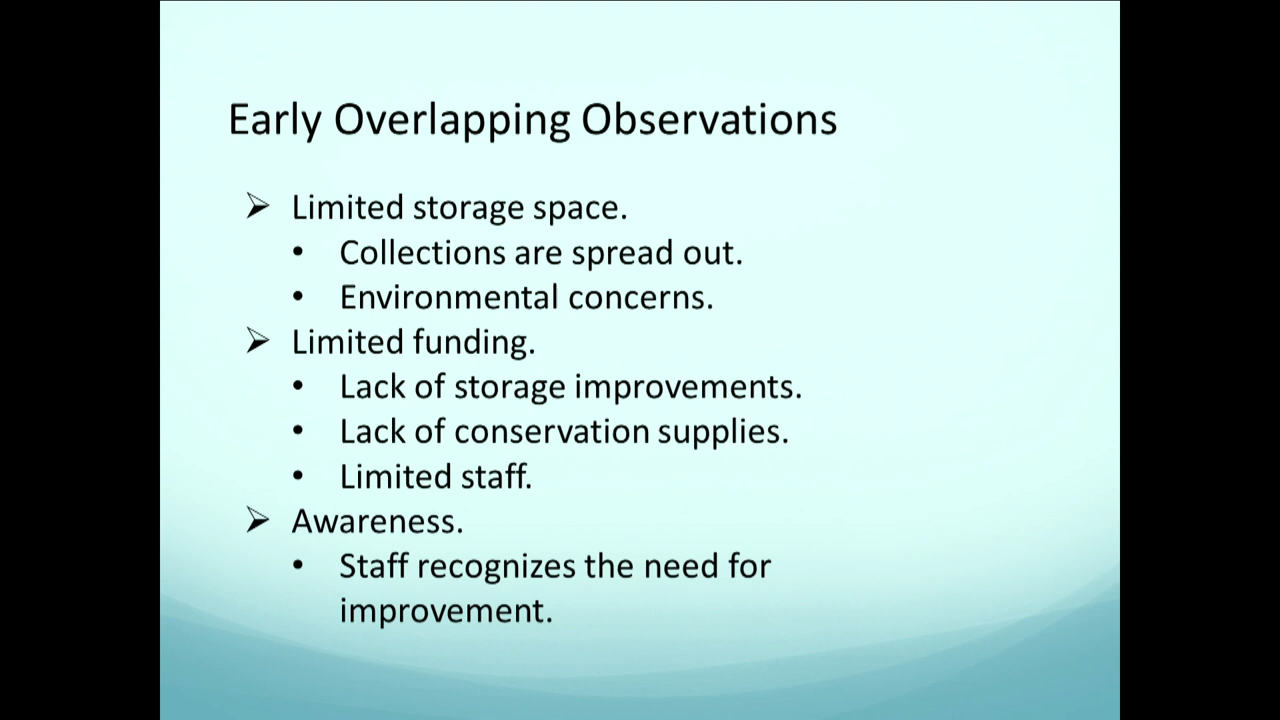 Early Overlapping Observations
➢ Limited storage space.
• Collections are spread out.
• Environmental concerns.
➢ Limited funding.
• Lack of storage improvements.
• Lack of conservation supplies.
• Limited staff.
➢ Awareness.
• Staff recognizes the need for
improvement.